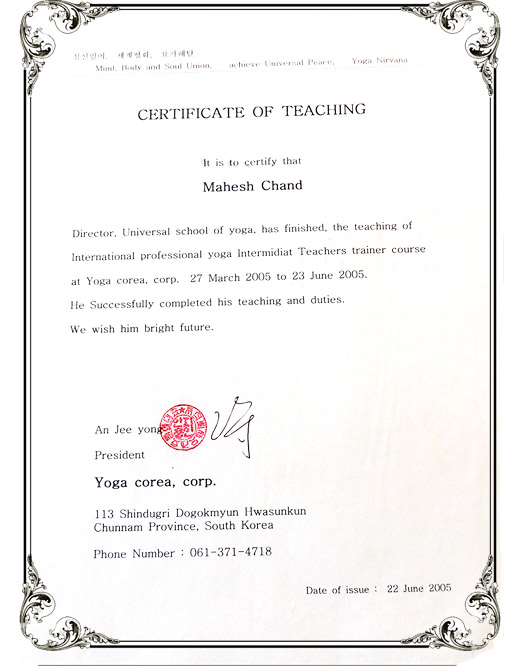 심신일여, 세계평화, 요가해탄
Mind, Body and Soul Union, achieve Universal Peace, Yoga Nirvana
CERTIFICATE OF TEACHING
It is to certify that
Mahesh Chand
Director, Universal school of yoga, has finished, the teaching of
International professional yoga Intermidiat Teachers trainer course
at Yoga corea, corp. 27 March 2005 to 23 June 2005.
He Successfully completed his teaching and duties.
We wish him bright future.
An Jee yong
President
Yoga corea, corp.
113 Shindugri Dogokmyun Hwasunkun
Chunnam Province, South Korea
Phone Number : 061-371-4718
Date of issue : 22 June 2005